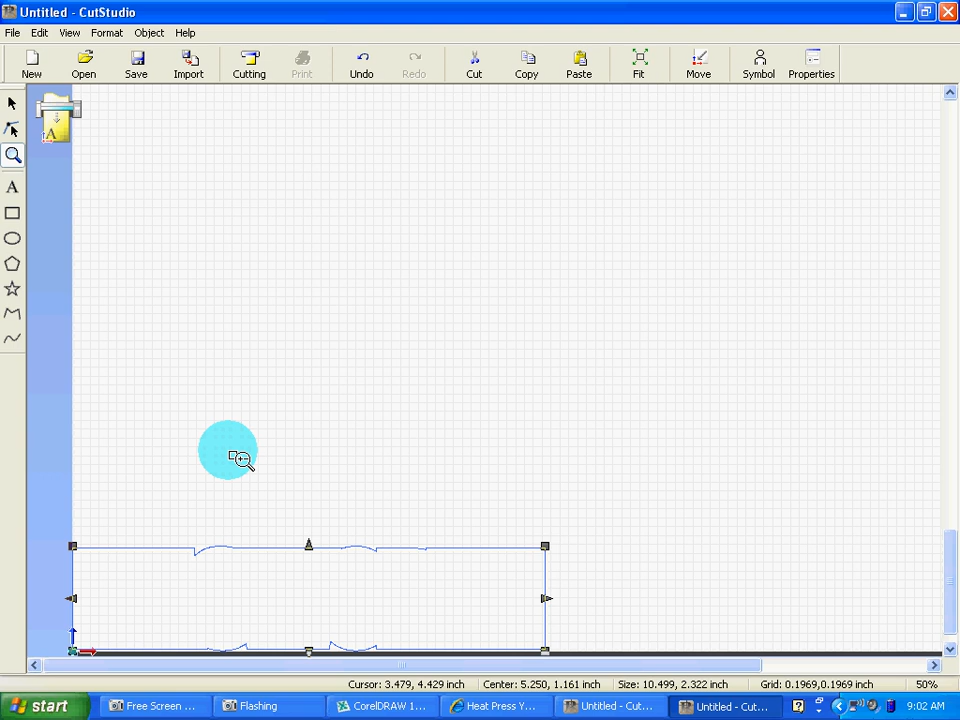 Untitled - CutStudio
File Edit View Format Object Help
New Open Save Import Cutting Print Undo Redo Cut Copy Paste Fit Move Symbol Properties
A
A
Cursor: 3.479, 4.429 inch Center: 5.250, 1.161 inch Size: 10.499, 2.322 inch Grid: 0.1969,0.1969 inch 50%
start Free Screen ... Flashing CorelDRAW 1... Heat Press Y... Untitled - Cut... Untitled - Cut... 9:02 AM